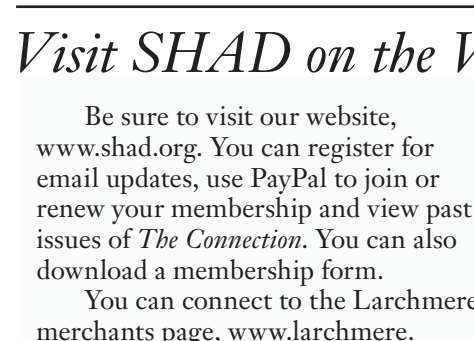 Visit SHAD on the
Be sure to visit our website,
www.shad.org. You can register for
email updates, use PayPal to join or
renew your membership and view past
issues of The Connection. You can also
download a membership form.
You can connect to the Larchmere
merchants page, www.larchmere.